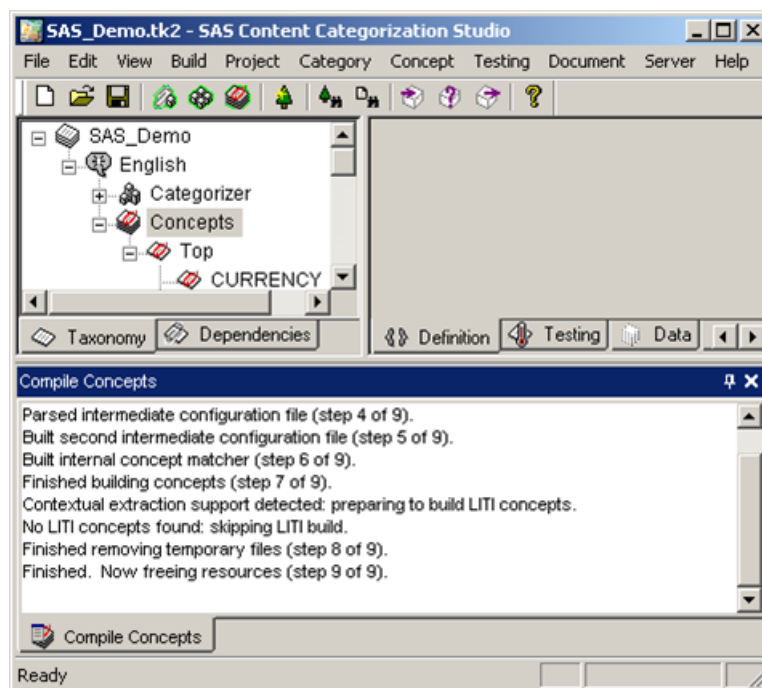 SAS_Demo.tk2 - SAS Content Categorization Studio
File Edit View Build Project Category Concept Testing Document Server Help
SAS_Demo
English
Categorizer
Concepts
Top
CURRENCY
Taxonomy Dependencies Definition Testing Data
Compile Concepts
Parsed intermediate configuration file (step 4 of 9).
Built second intermediate configuration file (step 5 of 9).
Built internal concept matcher (step 6 of 9).
Finished building concepts (step 7 of 9).
Contextual extraction support detected: preparing to build LITI concepts.
No LITI concepts found: skipping LITI build.
Finished removing temporary files (step 8 of 9).
Finished. Now freeing resources (step 9 of 9).
Compile Concepts
Ready